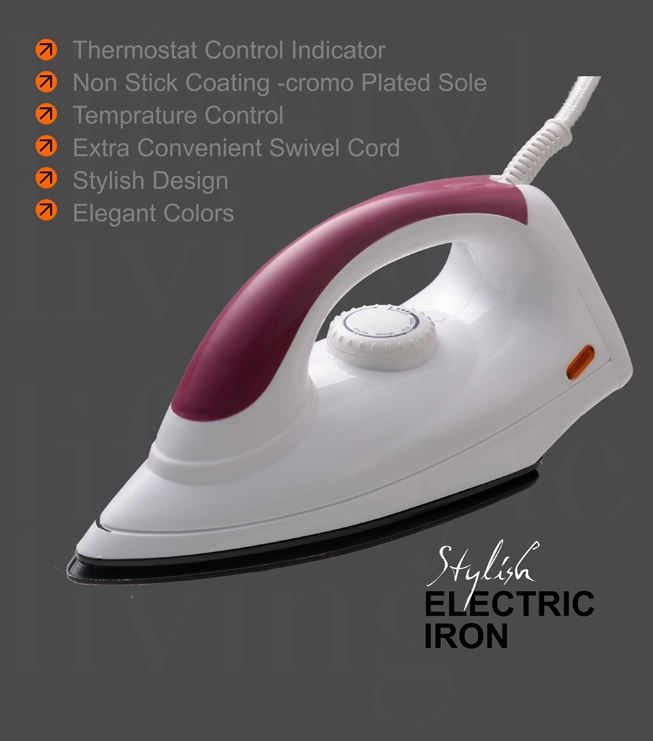 Thermostat Control Indicator
Non Stick Coating -cromo Plated Sole
Temprature Control
Extra Convenient Swivel Cord
Stylish Design
Elegant Colors
Stylish
ELECTRIC
IRON